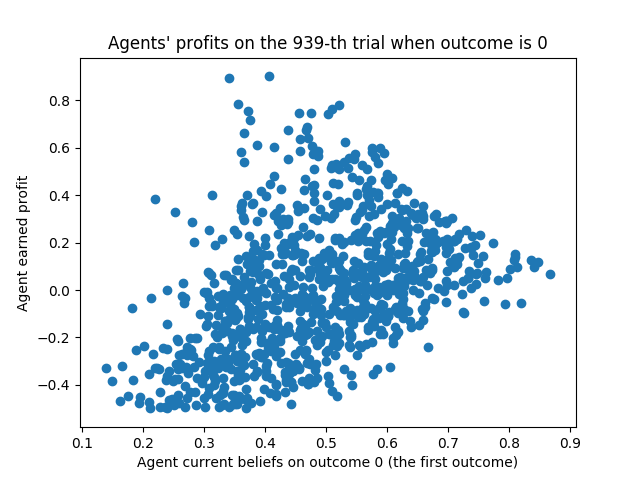 Agents' profits on the 939-th trial when outcome is 0
Agent earned profit
0.8
0.6
0.4
0.2
0.0
−0.2
−0.4
0.1 0.2 0.3 0.4 0.5 0.6 0.7 0.8 0.9
Agent current beliefs on outcome 0 (the first outcome)